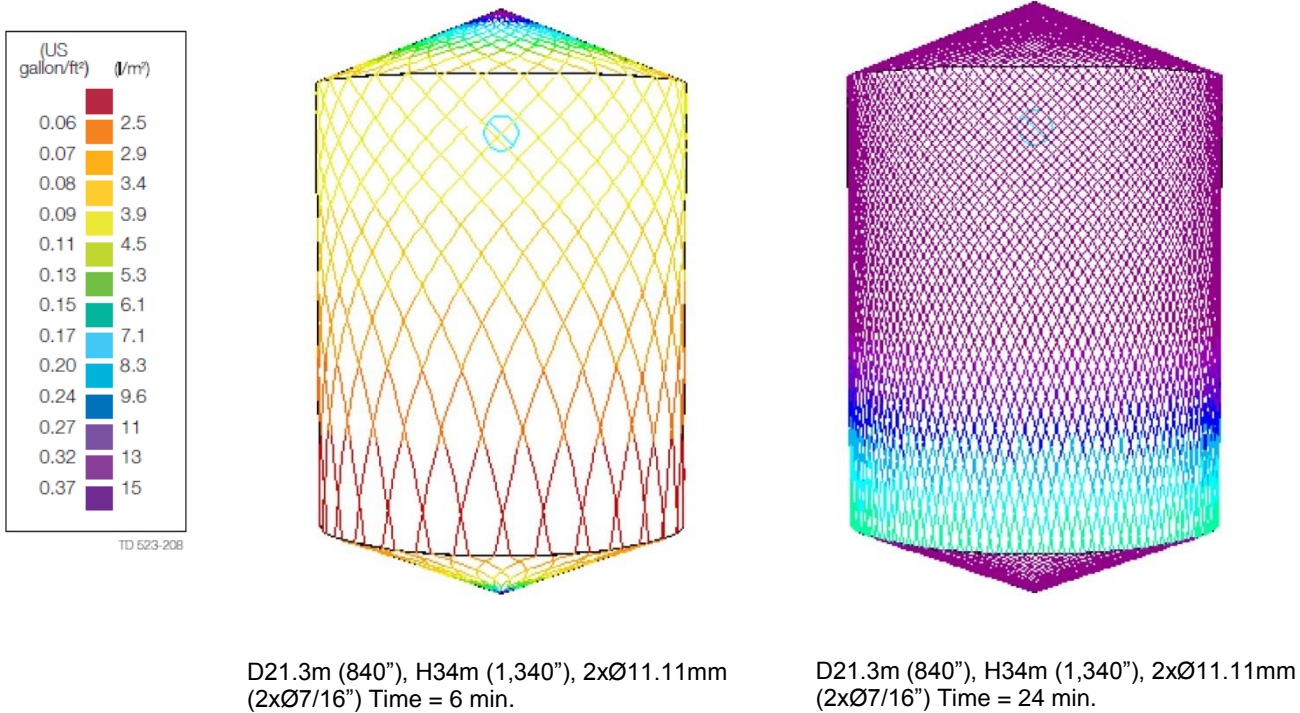 (US
gallon/ft²) (l/m²)
0.06 2.5
0.07 2.9
0.08 3.4
0.09 3.9
0.11 4.5
0.13 5.3
0.15 6.1
0.17 7.1
0.20 8.3
0.24 9.6
0.27 11
0.32 13
0.37 15
TD 523-208
D21.3m (840”), H34m (1,340”), 2xØ11.11mm
(2xØ7/16”) Time = 6 min.
D21.3m (840”), H34m (1,340”), 2xØ11.11mm
(2xØ7/16”) Time = 24 min.